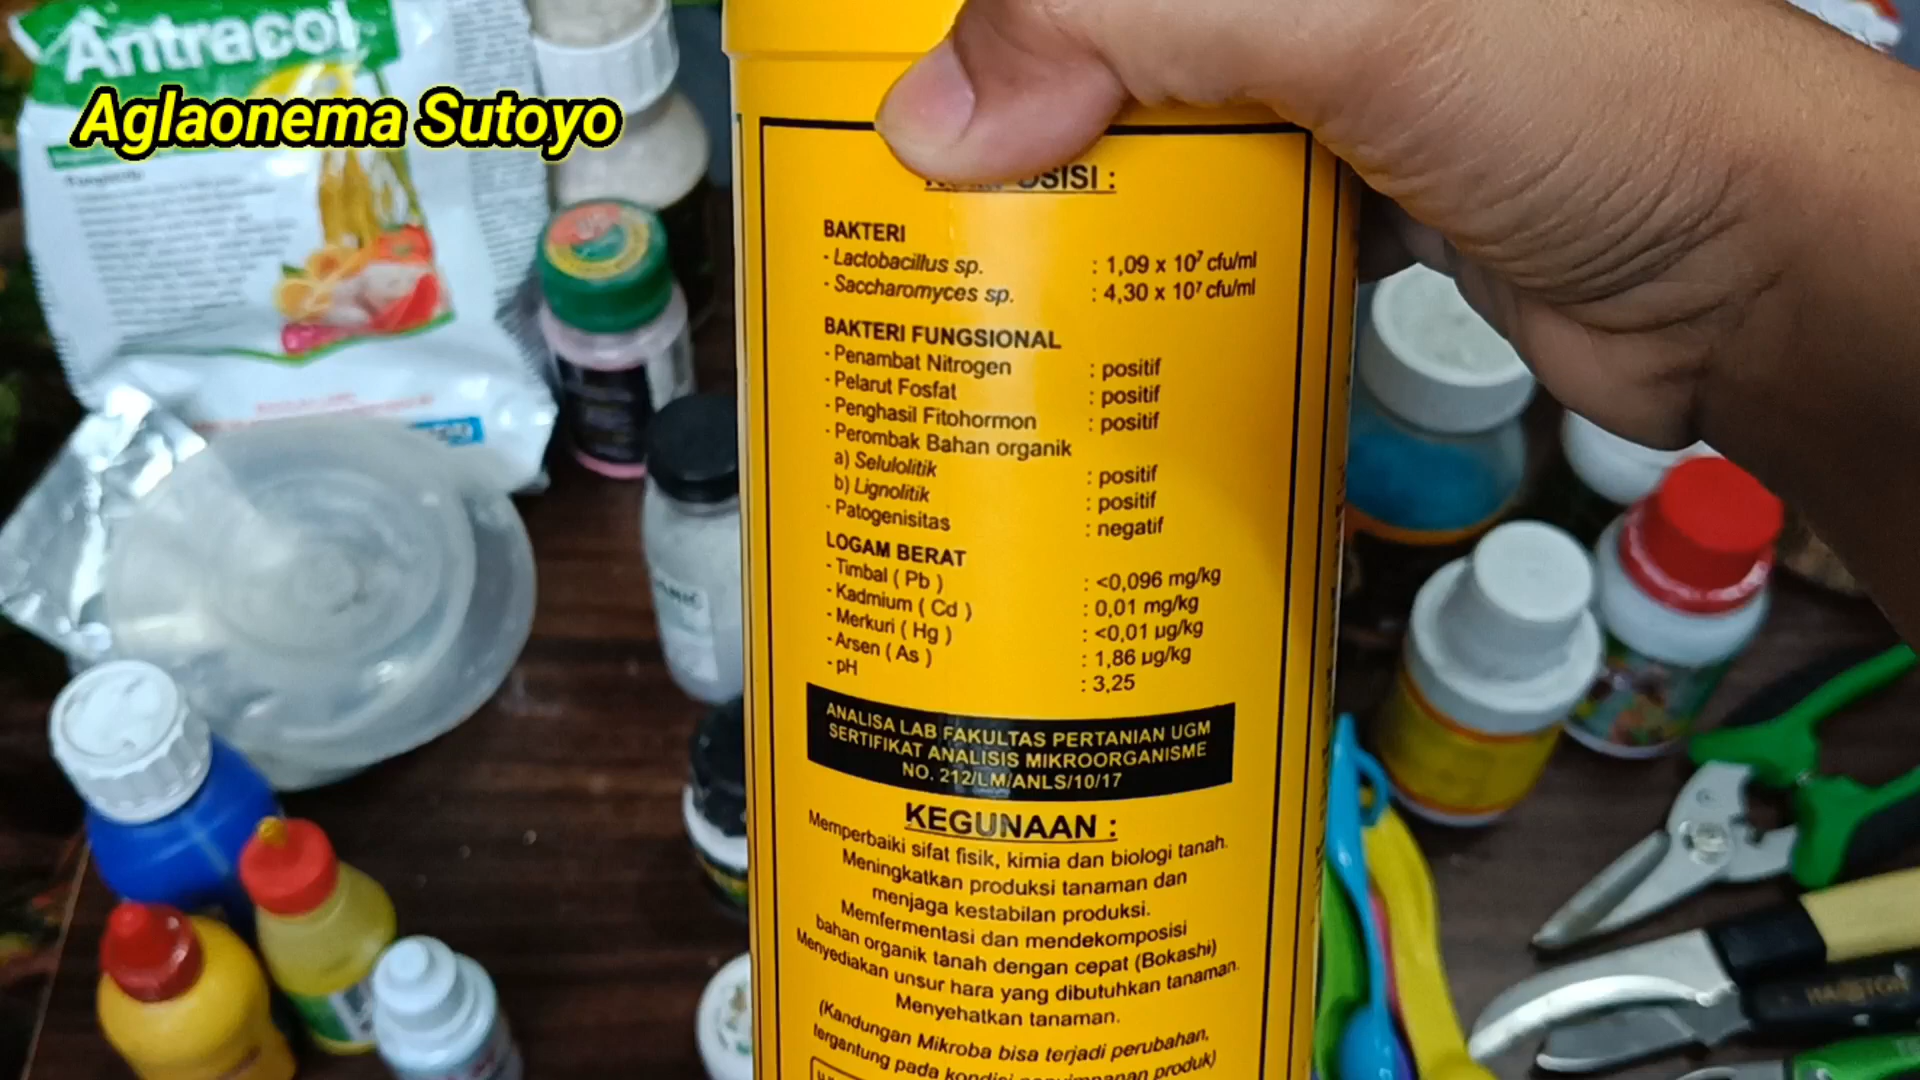 Antracol
Aglaonema Sutoyo
BAKTERI
- Lactobacillus sp. : 1,09 x 10⁷ cfu/ml
- Saccharomyces sp. : 4,30 x 10⁷ cfu/ml
BAKTERI FUNGSIONAL
- Penambat Nitrogen : positif
- Pelarut Fosfat : positif
- Penghasil Fitohormon : positif
- Perombak Bahan organik
a) Selulolitik : positif
b) Lignolitik : positif
- Patogenisitas : negatif
LOGAM BERAT
- Timbal ( Pb ) : <0,096 mg/kg
- Kadmium ( Cd ) : 0,01 mg/kg
- Merkuri ( Hg ) : <0,01 µg/kg
- Arsen ( As ) : 1,86 µg/kg
- pH : 3,25
ANALISA LAB FAKULTAS PERTANIAN UGM
SERTIFIKAT ANALISIS MIKROORGANISME
NO. 212/LM/ANLS/10/17
KEGUNAAN :
Memperbaiki sifat fisik, kimia dan biologi tanah.
Meningkatkan produksi tanaman dan
menjaga kestabilan produksi.
Memfermentasi dan mendekomposisi
bahan organik tanah dengan cepat (Bokashi)
Menyediakan unsur hara yang dibutuhkan tanaman.
Menyehatkan tanaman.
(Kandungan Mikroba bisa terjadi perubahan,
tergantung pada kondisi penyimpanan produk)